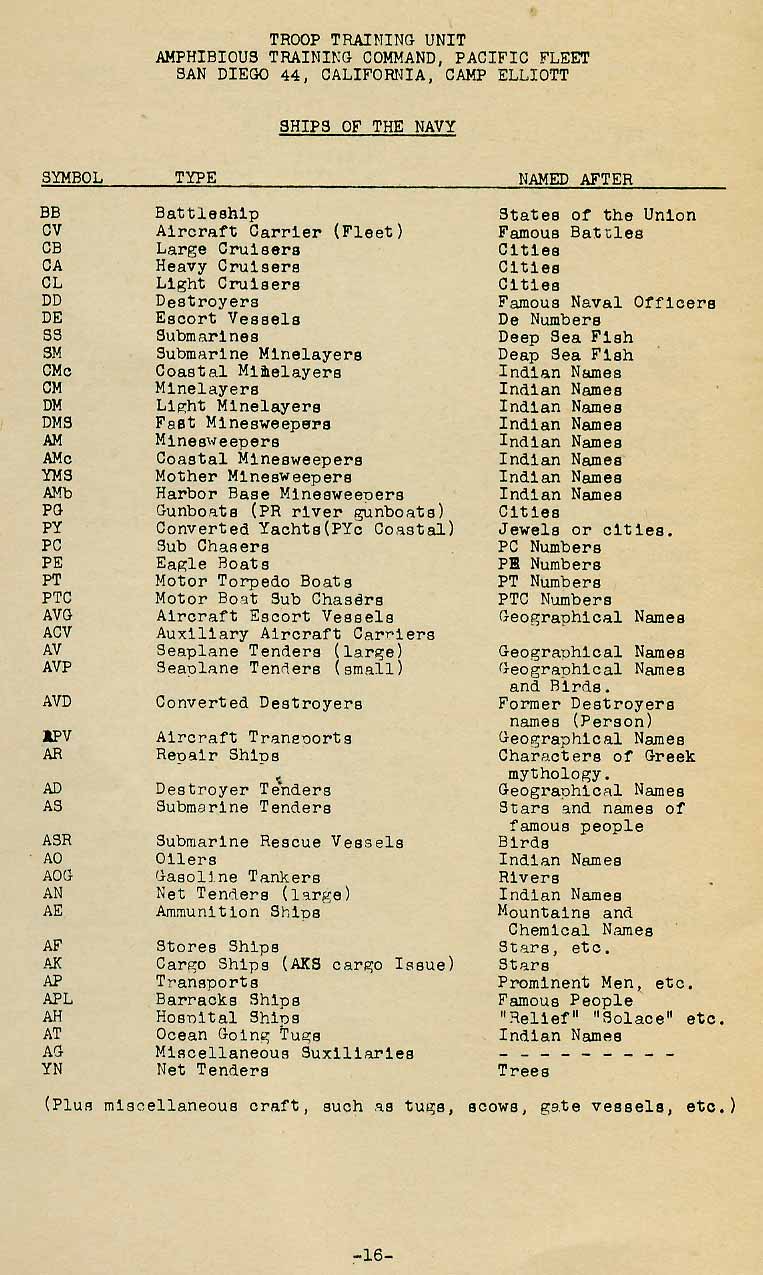 TROOP TRAINING UNIT
AMPHIBIOUS TRAINING COMMAND, PACIFIC FLEET
SAN DIEGO 44, CALIFORNIA, CAMP ELLIOTT
SHIPS OF THE NAVY
SYMBOL TYPE NAMED AFTER
BB Battleship States of the Union
CV Aircraft Carrier (Fleet) Famous Battles
CB Large Cruisers Cities
CA Heavy Cruisers Cities
CL Light Cruisers Cities
DD Destroyers Famous Naval Officers
DE Escort Vessels De Numbers
SS Submarines Deep Sea Fish
SM Submarine Minelayers Deap Sea Fish
CMc Coastal Minelayers Indian Names
CM Minelayers Indian Names
DM Light Minelayers Indian Names
DMS Fast Minesweepers Indian Names
AM Minesweepers Indian Names
AMc Coastal Minesweepers Indian Names
YMS Mother Minesweepers Indian Names
AMb Harbor Base Minesweepers Indian Names
PG Gunboats (PR river gunboats) Cities
PY Converted Yachts(PYc Coastal) Jewels or cities.
PC Sub Chasers PC Numbers
PE Eagle Boats PE Numbers
PT Motor Torpedo Boats PT Numbers
PTC Motor Boat Sub Chasers PTC Numbers
AVG Aircraft Escort Vessels Geographical Names
ACV Auxiliary Aircraft Carriers
AV Seaplane Tenders (large) Geographical Names
AVP Seaplane Tenders (small) Geographical Names
and Birds.
AVD Converted Destroyers Former Destroyers
names (Person)
APV Aircraft Transports Geographical Names
AR Repair Ships Characters of Greek
mythology.
AD Destroyer Tenders Geographical Names
AS Submarine Tenders Stars and names of
famous people
ASR Submarine Rescue Vessels Birds
AO Oilers Indian Names
AOG Gasoline Tankers Rivers
AN Net Tenders (large) Indian Names
AE Ammunition Ships Mountains and
Chemical Names
AF Stores Ships Stars, etc.
AK Cargo Ships (AKS cargo Issue) Stars
AP Transports Prominent Men, etc.
APL Barracks Ships Famous People
AH Hospital Ships "Relief" "Solace" etc.
AT Ocean Going Tugs Indian Names
AG Miscellaneous Suxiliaries - - - - - - - - -
YN Net Tenders Trees
(Plus miscellaneous craft, such as tugs, scows, gate vessels, etc.)
-16-